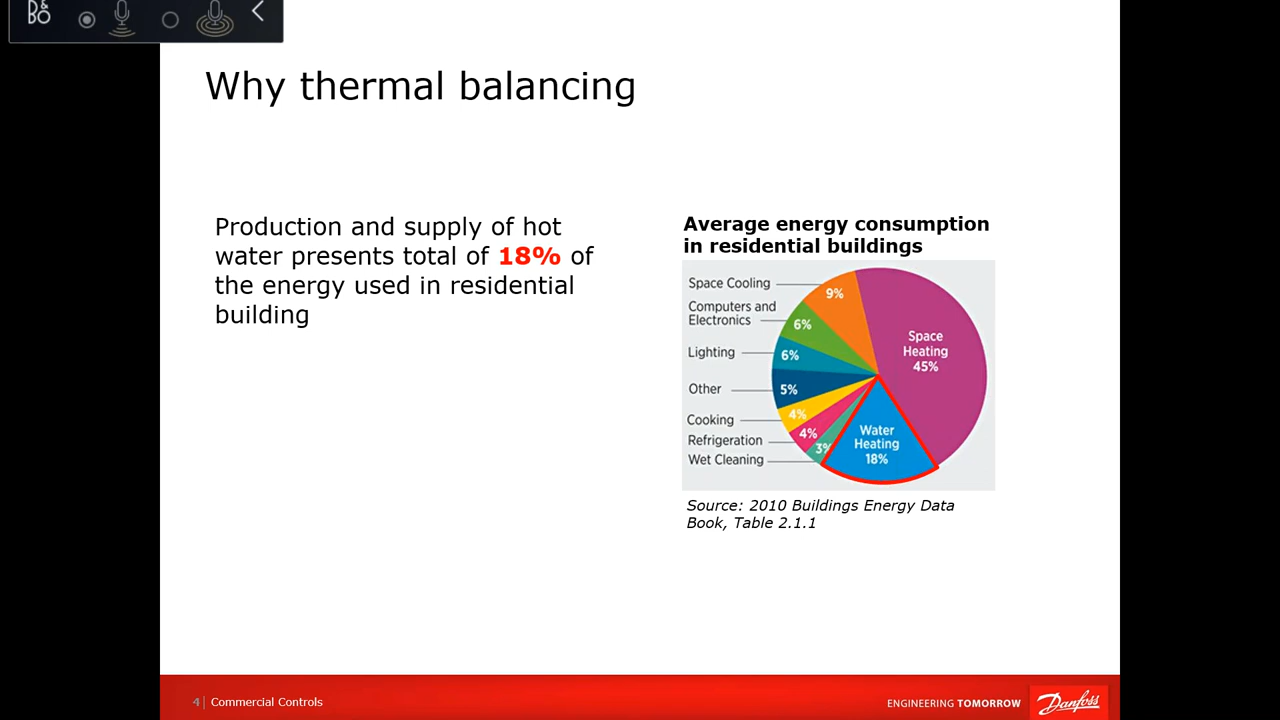 B&O
Why thermal balancing
Production and supply of hot
water presents total of 18% of
the energy used in residential
building
Average energy consumption
in residential buildings
Space Cooling
9%
Computers and
Electronics
6%
Lighting
6%
Other
5%
Cooking
4%
Refrigeration
4%
Wet Cleaning
3%
Space
Heating
45%
Water
Heating
18%
Source: 2010 Buildings Energy Data
Book, Table 2.1.1
4 | Commercial Controls
ENGINEERING TOMORROW
Danfoss